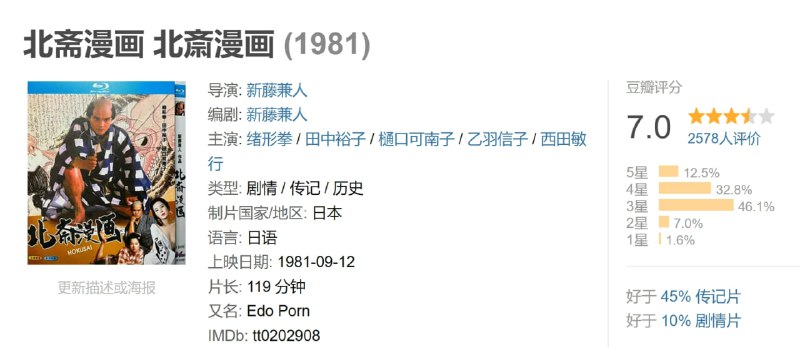 北斋漫画 北斎漫画 (1981)
北斎漫画
HOKUSAI
北斎漫画
更新描述或海报
导演: 新藤兼人
编剧: 新藤兼人
主演: 绪形拳 / 田中裕子 / 樋口可南子 / 乙羽信子 / 西田敏
行
类型: 剧情 / 传记 / 历史
制片国家/地区: 日本
语言: 日语
上映日期: 1981-09-12
片长: 119 分钟
又名: Edo Porn
IMDb: tt0202908
豆瓣评分
7.0
2578人评价
5星 12.5%
4星 32.8%
3星 46.1%
2星 7.0%
1星 1.6%
好于 45% 传记片
好于 10% 剧情片